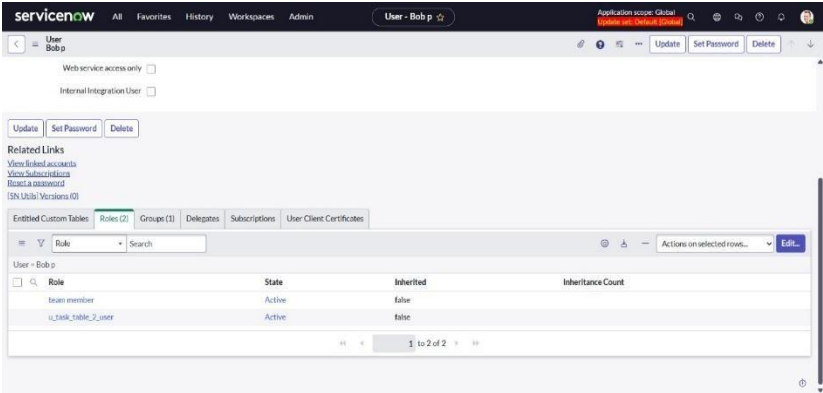 servicenow All Favorites History Workspaces Admin User - Bob p Application scope: Global
Update set: Default [Global]
User
Bob p
Update Set Password Delete
Web service access only
Internal Integration User
Update Set Password Delete
Related Links
View linked accounts
View Subscriptions
Reset a password
[SN Utils] Versions (0)
Entitled Custom Tables Roles (2) Groups (1) Delegates Subscriptions User Client Certificates
Role Search Actions on selected rows... Edit...
User = Bob p
Role State Inherited Inheritance Count
team member Active false
u_task_table_2_user Active false
1 to 2 of 2